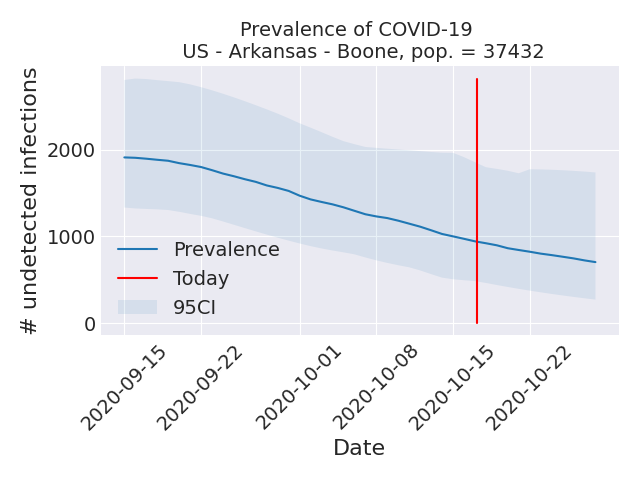 Prevalence of COVID-19
US - Arkansas - Boone, pop. = 37432
# undetected infections
2000
1000
0
Prevalence
Today
95CI
2020-09-15
2020-09-22
2020-10-01
2020-10-08
2020-10-15
2020-10-22
Date